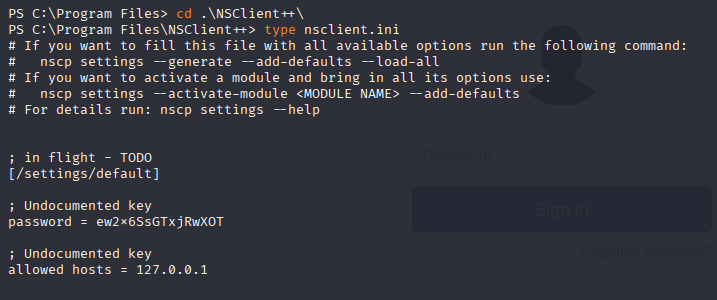 PS C:\Program Files> cd .\NSClient++\
PS C:\Program Files\NSClient++> type nsclient.ini
# If you want to fill this file with all available options run the following command:
#   nscp settings --generate --add-defaults --load-all
# If you want to activate a module and bring in all its options use:
#   nscp settings --activate-module <MODULE NAME> --add-defaults
# For details run: nscp settings --help
; in flight - TODO
[/settings/default]
; Undocumented key
password = ew2x6SsGTxjRwXOT
; Undocumented key
allowed hosts = 127.0.0.1
Password
Sign in
Forgotten password?